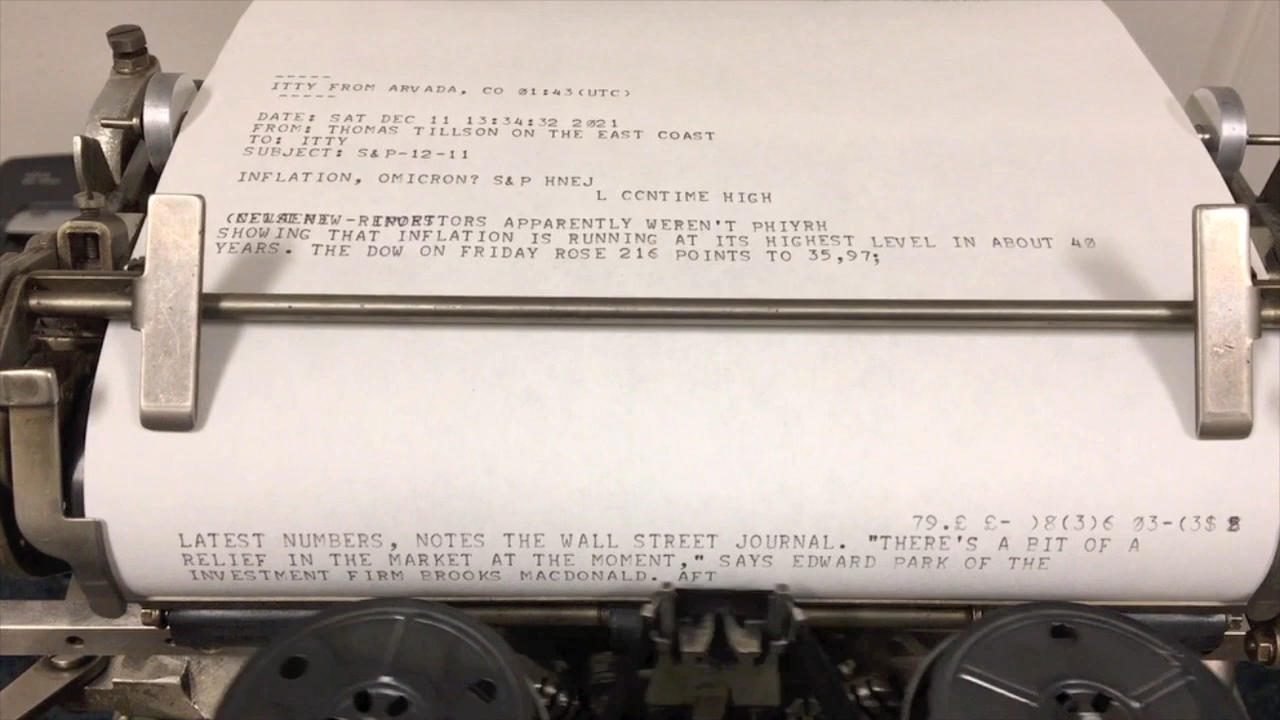 -----
ITTY FROM ARVADA, CO 01:43(UTC)
-----
DATE: SAT DEC 11 13:34:32 2021
FROM: THOMAS TILLSON ON THE EAST COAST
TO: ITTY
SUBJECT: S&P-12-11
INFLATION, OMICRON? S&P HNEJ
L CCNTIME HIGH
APPARENTLY WEREN'T PHIYRH
SHOWING THAT INFLATION IS RUNNING AT ITS HIGHEST LEVEL IN ABOUT 40
YEARS. THE DOW ON FRIDAY ROSE 216 POINTS TO 35,97;
79.£ £- )8(3)6 03-(3$
LATEST NUMBERS, NOTES THE WALL STREET JOURNAL. "THERE'S A BIT OF A
RELIEF IN THE MARKET AT THE MOMENT," SAYS EDWARD PARK OF THE
INVESTMENT FIRM BROOKS MACDONALD. AFT